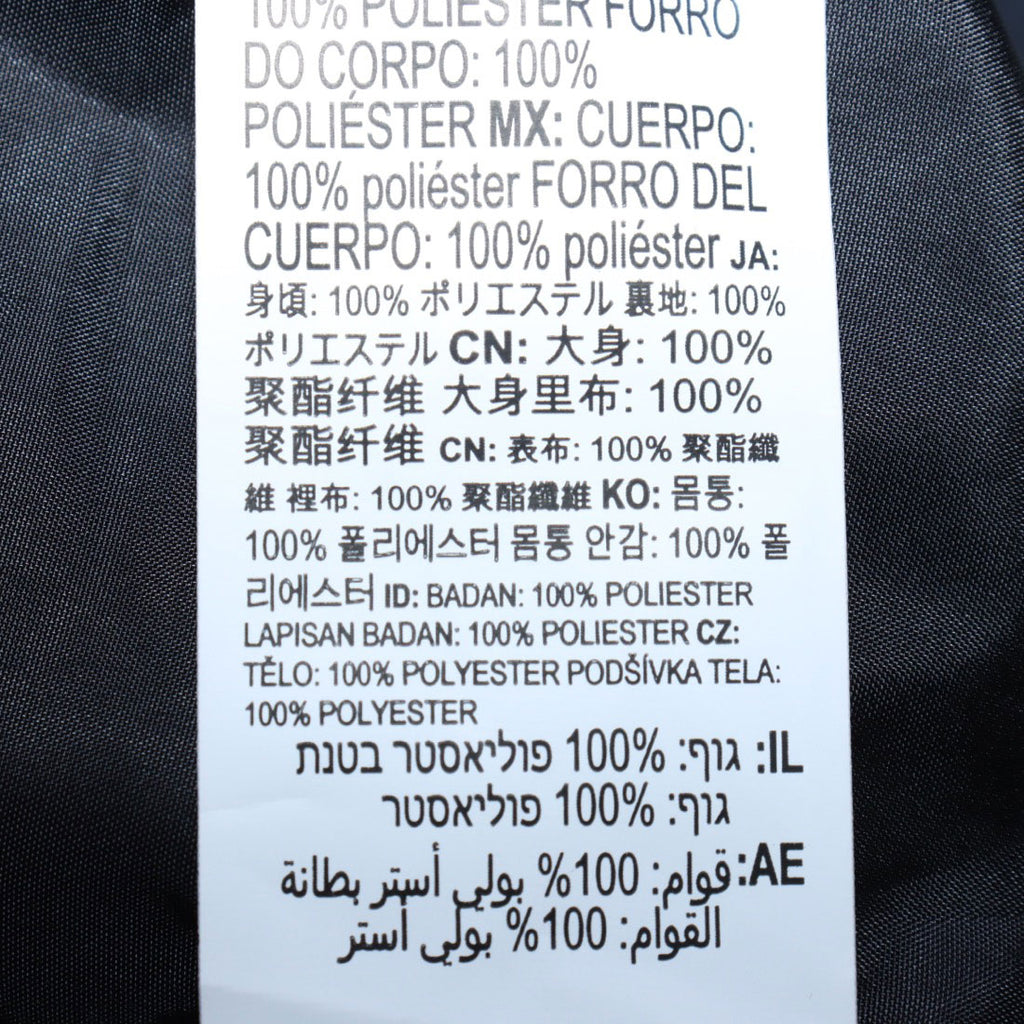 100% POLIÉSTER FORRO
DO CORPO: 100%
POLIÉSTER MX: CUERPO:
100% poliéster FORRO DEL
CUERPO: 100% poliéster JA:
身頃: 100% ポリエステル 裏地: 100%
ポリエステル CN: 大身: 100%
聚酯纤维 大身里布: 100%
聚酯纤维 CN: 表布: 100% 聚酯纖
維 裡布: 100% 聚酯纖維 KO: 몸통:
100% 폴리에스터 몸통 안감: 100% 폴
리에스터 ID: BADAN: 100% POLIESTER
LAPISAN BADAN: 100% POLIESTER CZ:
TĚLO: 100% POLYESTER PODŠÍVKA TELA:
100% POLYESTER
IL: גוף: 100% פוליאסטר בטנת
גוף: 100% פוליאסטר
AE: قوام: 100% بولي أستر بطانة
القوام: 100% بولي أستر